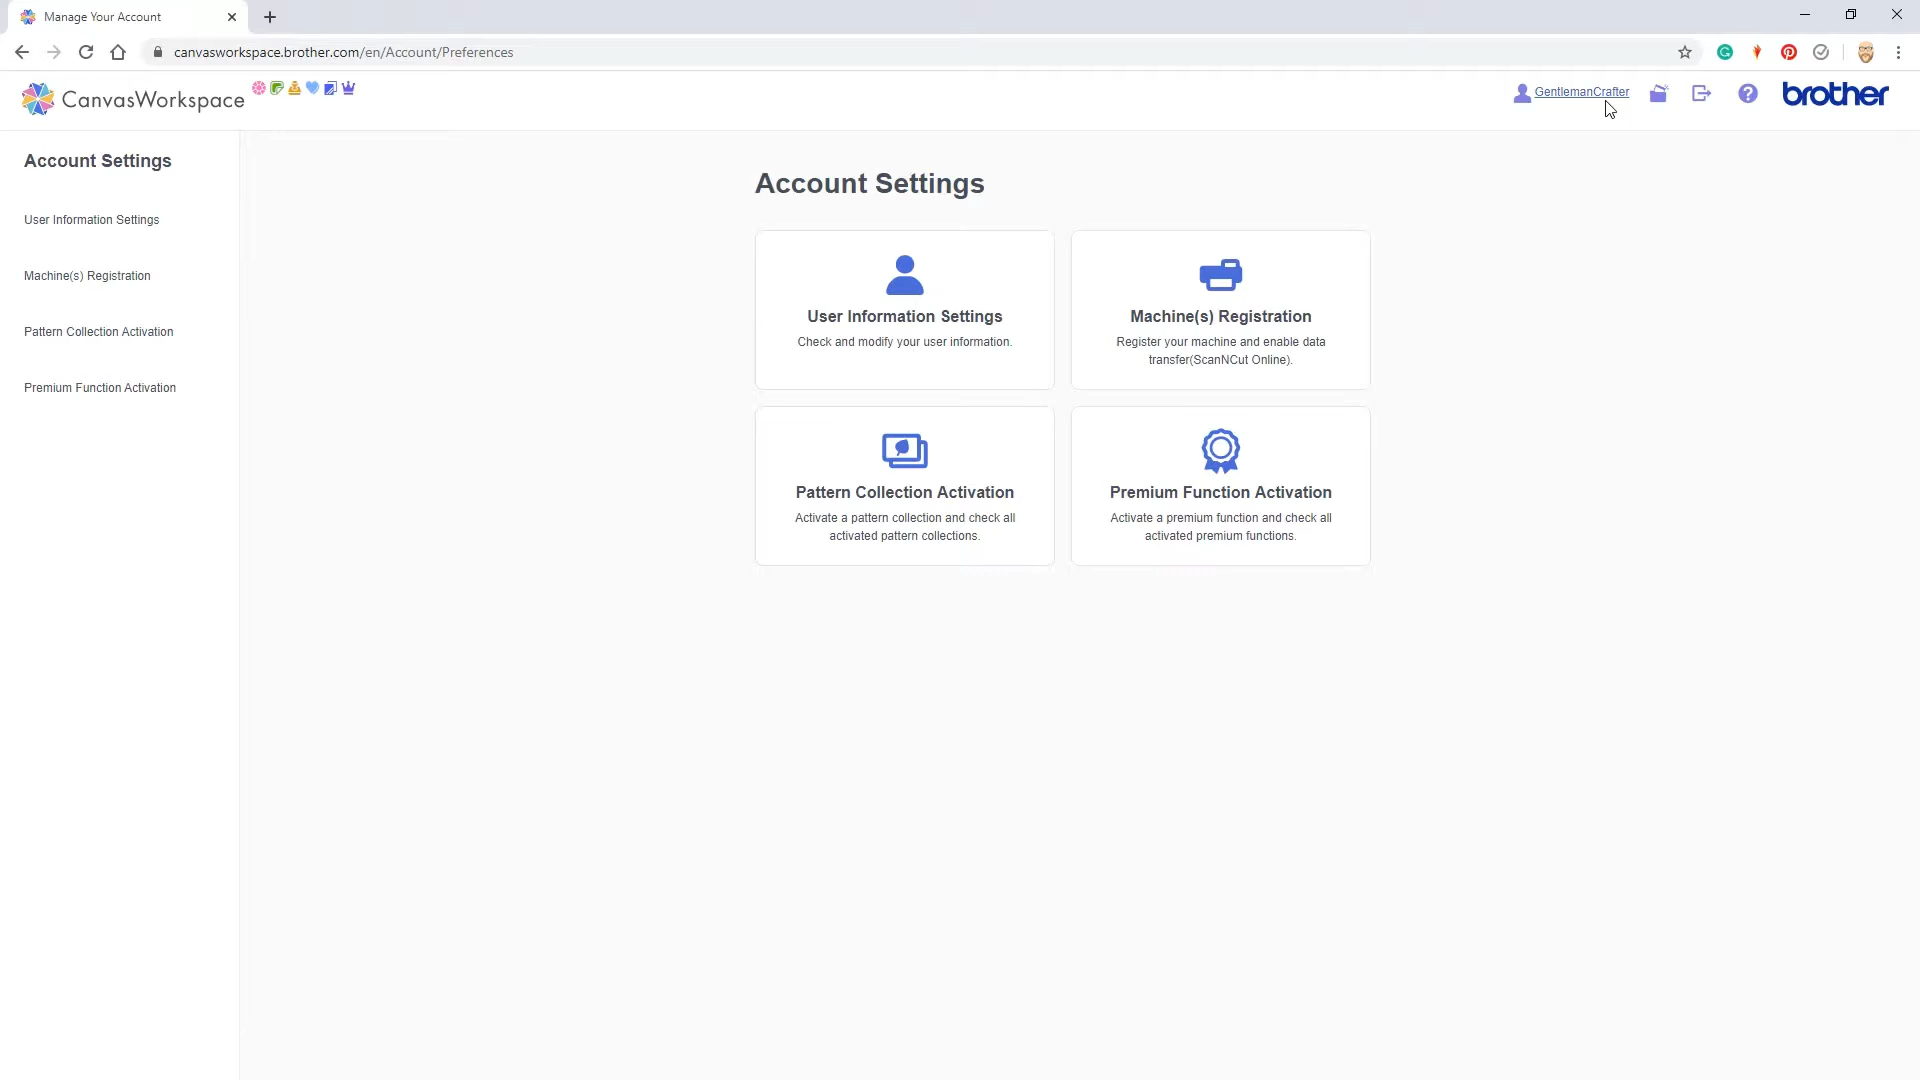 Manage Your Account
canvasworkspace.brother.com/en/Account/Preferences
CanvasWorkspace
GentlemanCrafter
brother
Account Settings
User Information Settings
Machine(s) Registration
Pattern Collection Activation
Premium Function Activation
Account Settings
User Information Settings
Check and modify your user information.
Machine(s) Registration
Register your machine and enable data
transfer(ScanNCut Online).
Pattern Collection Activation
Activate a pattern collection and check all
activated pattern collections.
Premium Function Activation
Activate a premium function and check all
activated premium functions.